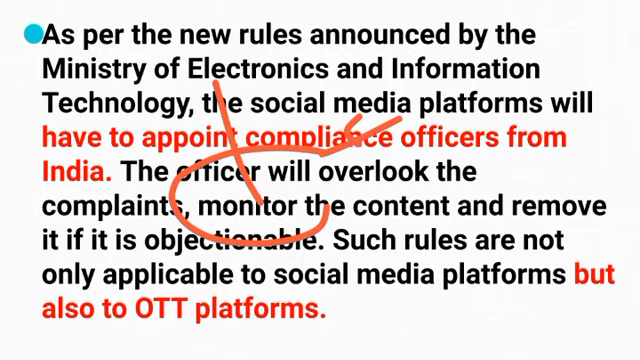 As per the new rules announced by the
Ministry of Electronics and Information
Technology, the social media platforms will
have to appoint compliance officers from
India. The officer will overlook the
complaints, monitor the content and remove
it if it is objectionable. Such rules are not
only applicable to social media platforms but
also to OTT platforms.